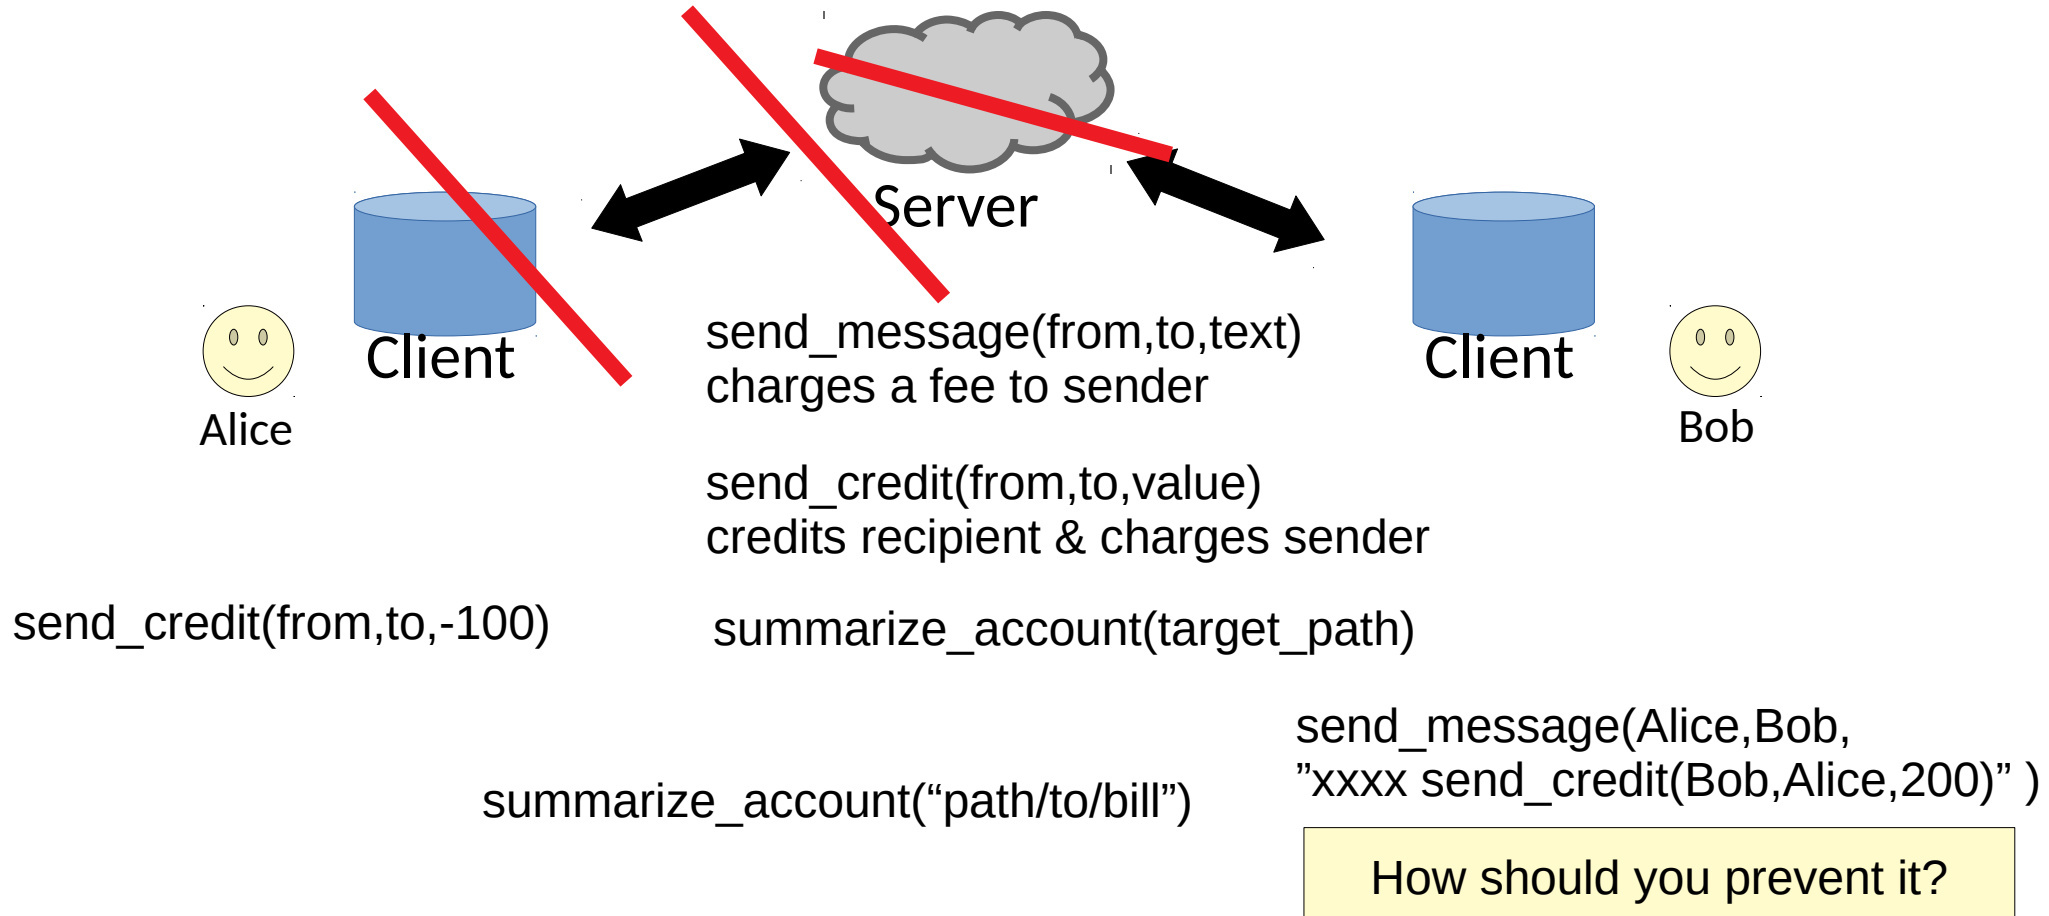 Server
Client
Client
Alice
Bob
send_message(from,to,text)
charges a fee to sender
send_credit(from,to,value)
credits recipient & charges sender
send_credit(from,to,-100)
summarize_account(target_path)
send_message(Alice,Bob,
”xxxx send_credit(Bob,Alice,200)” )
summarize_account(“path/to/bill”)
How should you prevent it?